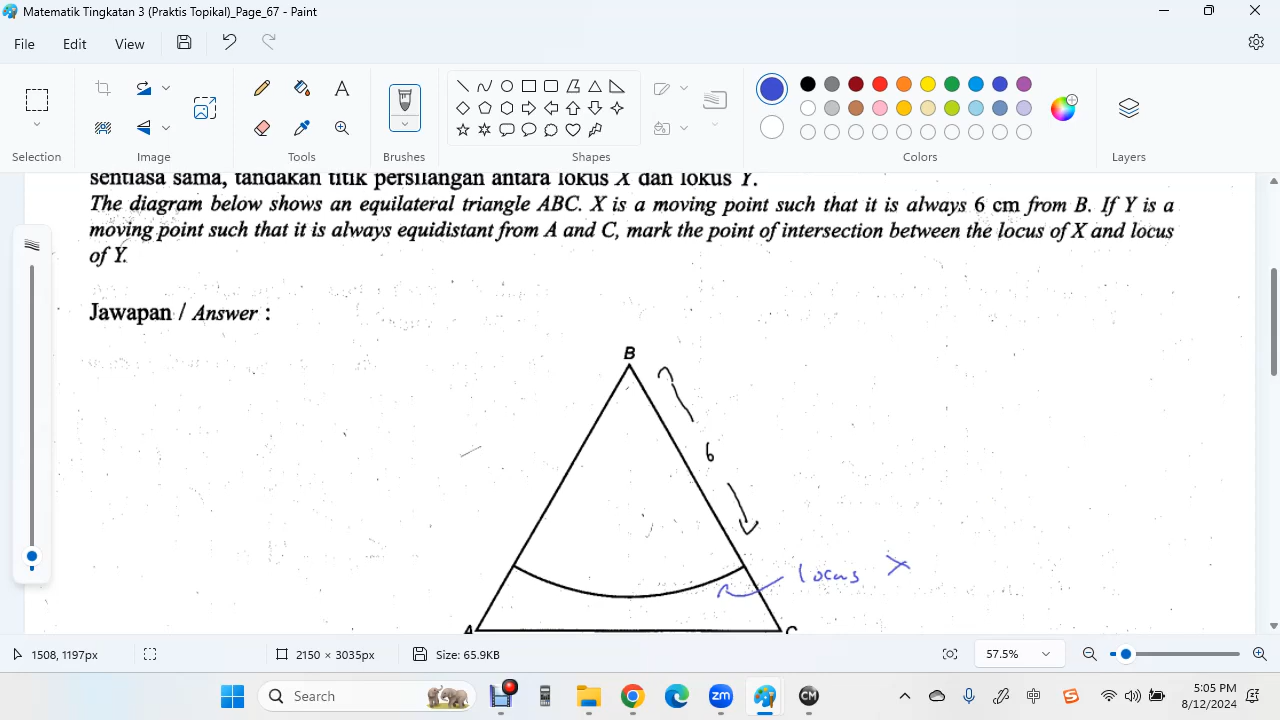 Matematik Tingkatan 3 (Praktis Topikal)_Page_67 - Paint
File Edit View
Selection Image Tools Brushes Shapes Colors Layers
sentiasa sama, tandakan titik persilangan antara lokus X dan lokus Y.
The diagram below shows an equilateral triangle ABC. X is a moving point such that it is always 6 cm from B. If Y is a
moving point such that it is always equidistant from A and C, mark the point of intersection between the locus of X and locus
of Y.
Jawapan / Answer :
B
6
locus X
A C
1508, 1197px 2150 × 3035px Size: 65.9KB 57.5%
Search zm CM 中 S 5:05 PM
8/12/2024